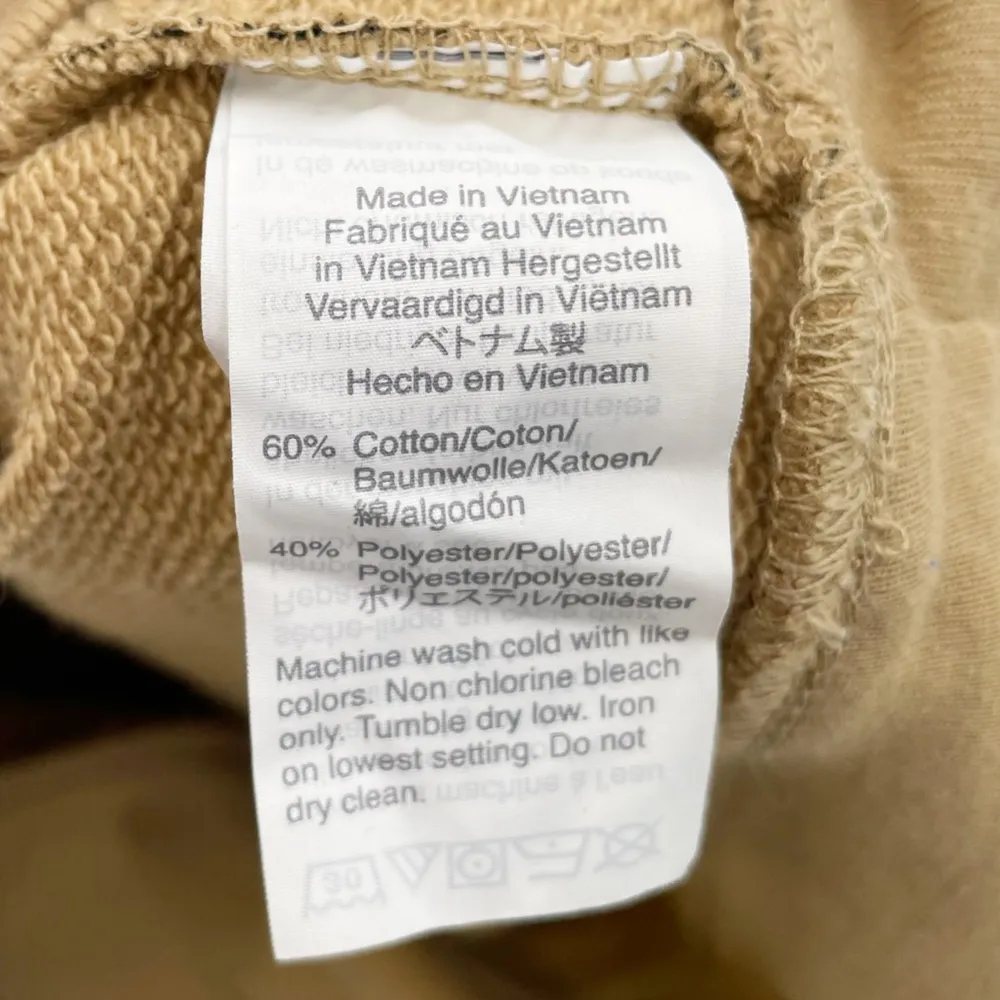 Made in Vietnam
Fabriqué au Vietnam
in Vietnam Hergestellt
Vervaardigd in Viëtnam
ベトナム製
Hecho en Vietnam
60% Cotton/Coton/
Baumwolle/Katoen/
綿/algodón
40% Polyester/Polyester/
Polyester/polyester/
ポリエステル/poliéster
Machine wash cold with like
colors. Non chlorine bleach
only. Tumble dry low. Iron
on lowest setting. Do not
dry clean.
30